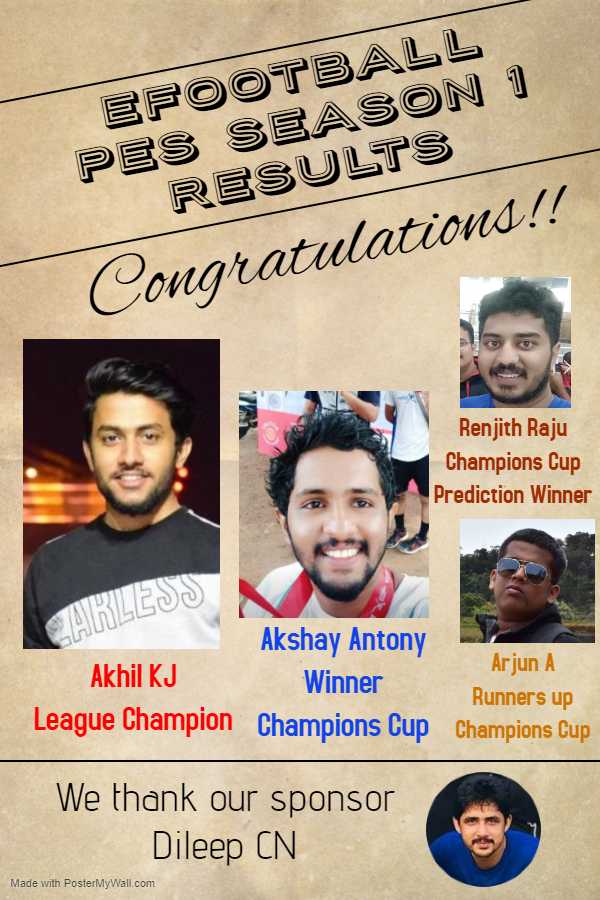 EFOOTBALL
PES SEASON 1
RESULTS
Congratulations!!
Renjith Raju
Champions Cup
Prediction Winner
EARLESS
Akshay Antony
Winner
Champions Cup
Akhil KJ
League Champion
Arjun A
Runners up
Champions Cup
We thank our sponsor
Dileep CN
Made with PosterMyWall.com